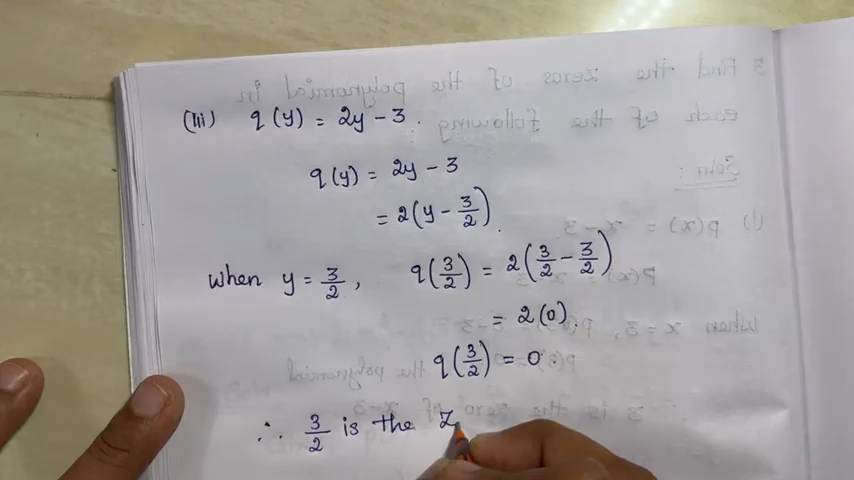 (iii) q(y) = 2y - 3.
q(y) = 2y - 3
= 2(y - 3/2).
when y = 3/2, q(3/2) = 2(3/2 - 3/2)
= 2(0).
q(3/2) = 0.
∴ 3/2 is the z